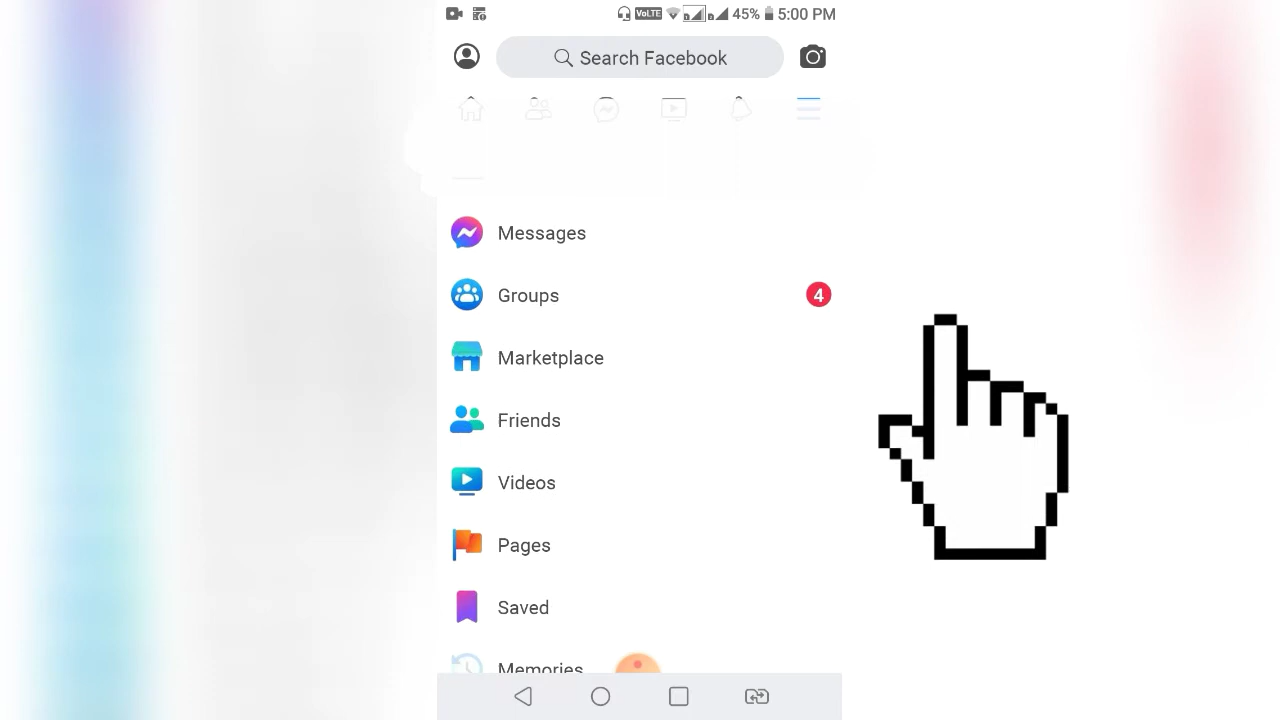 VoLTE 45% 5:00 PM
Search Facebook
Messages
Groups 4
Marketplace
Friends
Videos
Pages
Saved
Memories